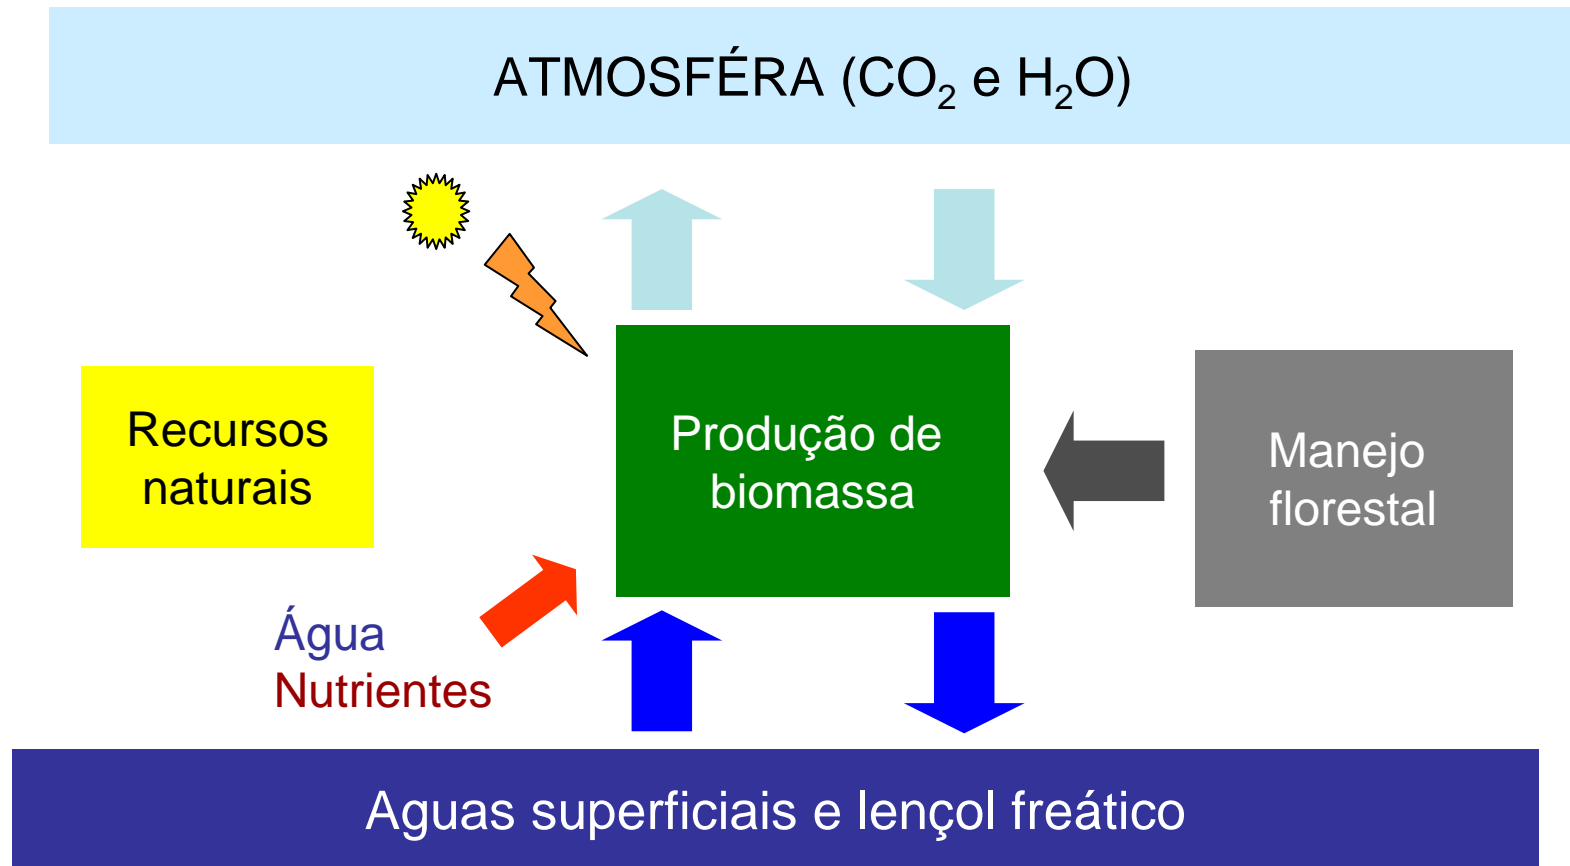 ATMOSFÉRA (CO₂ e H₂O)
Recursos
naturais
Produção de
biomassa
Manejo
florestal
Água
Nutrientes
Aguas superficiais e lençol freático